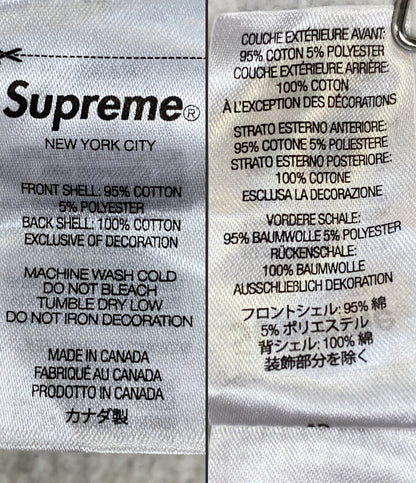 Supreme®
NEW YORK CITY
FRONT SHELL: 95% COTTON
5% POLYESTER
BACK SHELL: 100% COTTON
EXCLUSIVE OF DECORATION
MACHINE WASH COLD
DO NOT BLEACH
TUMBLE DRY LOW
DO NOT IRON DECORATION
MADE IN CANADA
FABRIQUÉ AU CANADA
PRODOTTO IN CANADA
カナダ製
COUCHE EXTÉRIEURE AVANT:
95% COTON 5% POLYESTER
COUCHE EXTÉRIEURE ARRIÈRE:
100% COTON
À L'EXCEPTION DES DÉCORATIONS
STRATO ESTERNO ANTERIORE:
95% COTONE 5% POLIESTERE
STRATO ESTERNO POSTERIORE:
100% COTONE
ESCLUSA LA DECORAZIONE
VORDERE SCHALE:
95% BAUMWOLLE 5% POLYESTER
RÜCKENSCHALE:
100% BAUMWOLLE
AUSSCHLIEBLICH DEKORATION
フロントシェル: 95% 綿
5% ポリエステル
背シェル: 100% 綿
装飾部分を除く